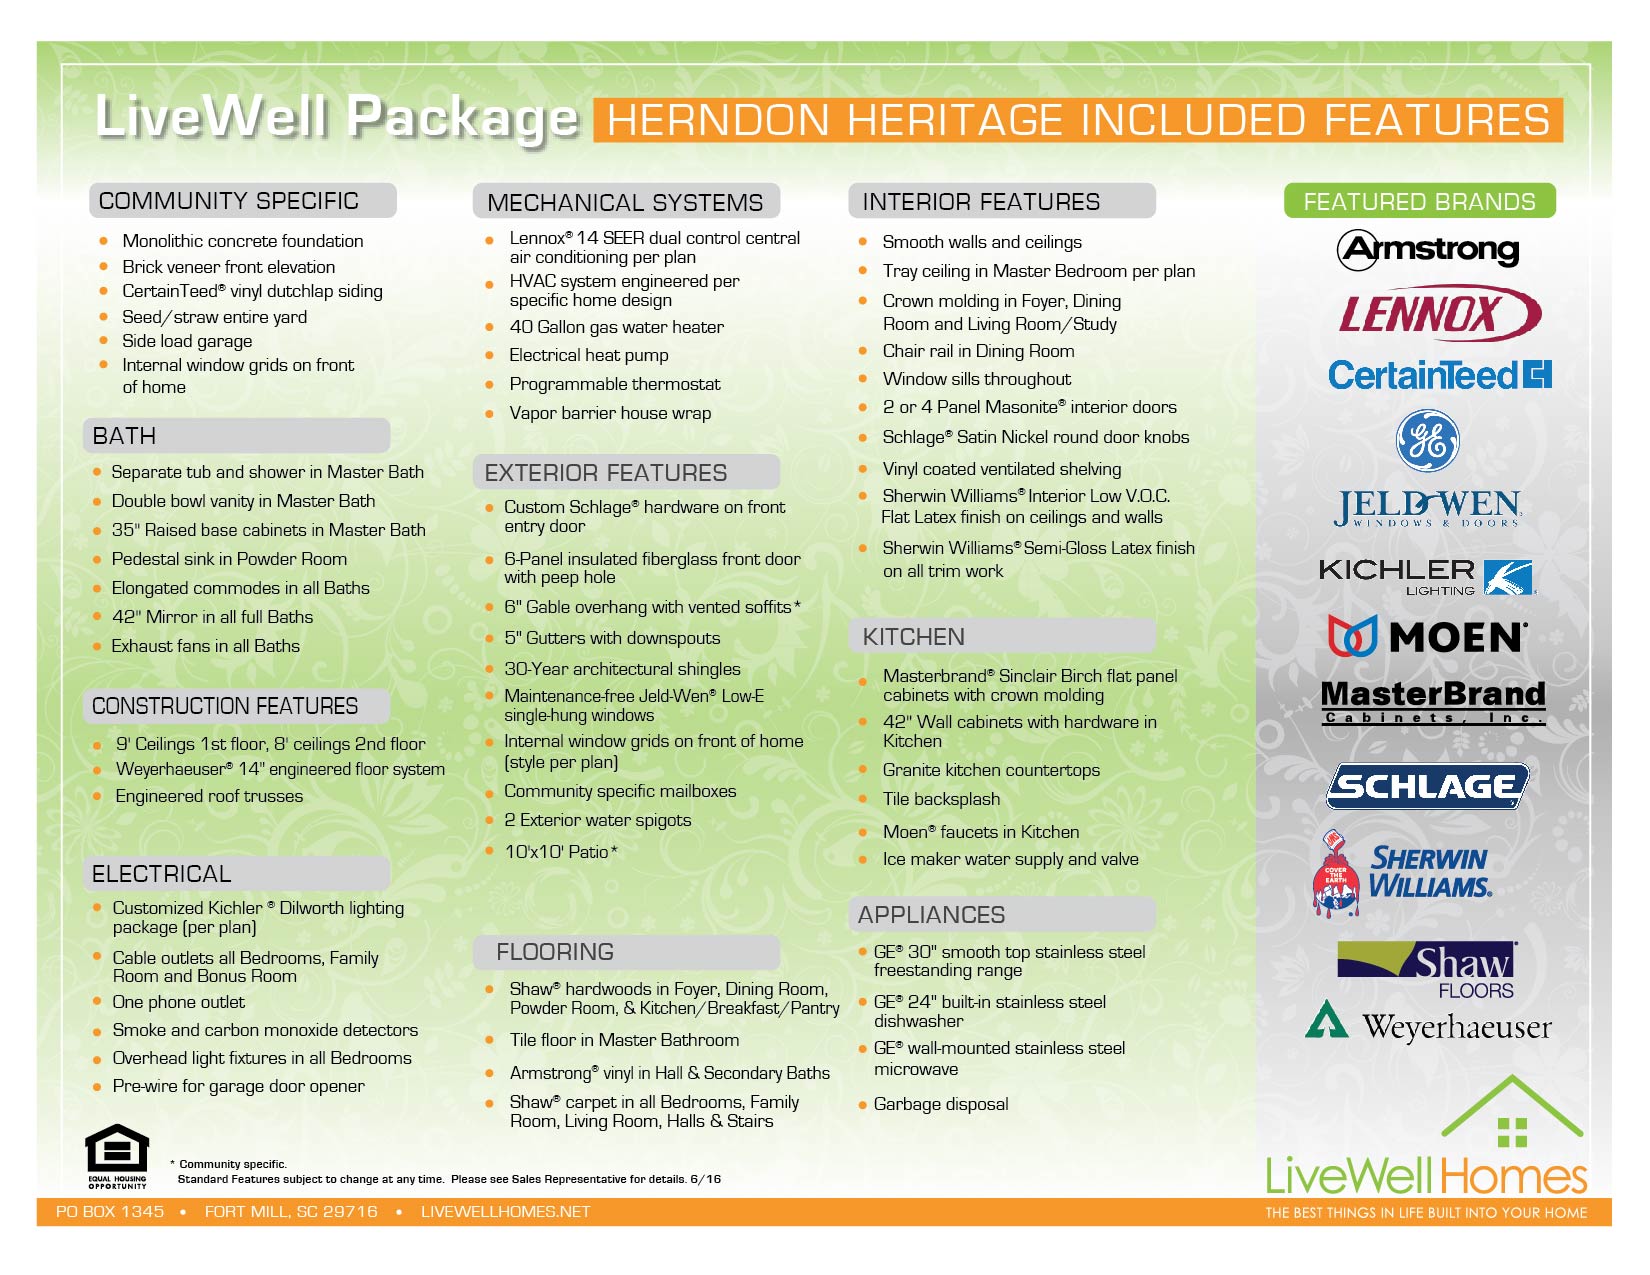 LiveWell Package HERNDON HERITAGE INCLUDED FEATURES
COMMUNITY SPECIFIC
• Monolithic concrete foundation
• Brick veneer front elevation
• CertainTeed® vinyl dutchlap siding
• Seed/straw entire yard
• Side load garage
• Internal window grids on front
of home
BATH
• Separate tub and shower in Master Bath
• Double bowl vanity in Master Bath
• 35" Raised base cabinets in Master Bath
• Pedestal sink in Powder Room
• Elongated commodes in all Baths
• 42" Mirror in all full Baths
• Exhaust fans in all Baths
CONSTRUCTION FEATURES
• 9' Ceilings 1st floor, 8' ceilings 2nd floor
• Weyerhaeuser® 14" engineered floor system
• Engineered roof trusses
ELECTRICAL
• Customized Kichler ® Dilworth lighting
package (per plan)
• Cable outlets all Bedrooms, Family
Room and Bonus Room
• One phone outlet
• Smoke and carbon monoxide detectors
• Overhead light fixtures in all Bedrooms
• Pre-wire for garage door opener
MECHANICAL SYSTEMS
• Lennox® 14 SEER dual control central
air conditioning per plan
• HVAC system engineered per
specific home design
• 40 Gallon gas water heater
• Electrical heat pump
• Programmable thermostat
• Vapor barrier house wrap
EXTERIOR FEATURES
• Custom Schlage® hardware on front
entry door
• 6-Panel insulated fiberglass front door
with peep hole
• 6" Gable overhang with vented soffits*
• 5" Gutters with downspouts
• 30-Year architectural shingles
• Maintenance-free Jeld-Wen® Low-E
single-hung windows
• Internal window grids on front of home
(style per plan)
• Community specific mailboxes
• 2 Exterior water spigots
• 10'x10' Patio*
FLOORING
• Shaw® hardwoods in Foyer, Dining Room,
Powder Room, & Kitchen/Breakfast/Pantry
• Tile floor in Master Bathroom
• Armstrong® vinyl in Hall & Secondary Baths
• Shaw® carpet in all Bedrooms, Family
Room, Living Room, Halls & Stairs
INTERIOR FEATURES
• Smooth walls and ceilings
• Tray ceiling in Master Bedroom per plan
• Crown molding in Foyer, Dining
Room and Living Room/Study
• Chair rail in Dining Room
• Window sills throughout
• 2 or 4 Panel Masonite® interior doors
• Schlage® Satin Nickel round door knobs
• Vinyl coated ventilated shelving
• Sherwin Williams® Interior Low V.O.C.
Flat Latex finish on ceilings and walls
• Sherwin Williams® Semi-Gloss Latex finish
on all trim work
KITCHEN
• Masterbrand® Sinclair Birch flat panel
cabinets with crown molding
• 42" Wall cabinets with hardware in
Kitchen
• Granite kitchen countertops
• Tile backsplash
• Moen® faucets in Kitchen
• Ice maker water supply and valve
APPLIANCES
• GE® 30" smooth top stainless steel
freestanding range
• GE® 24" built-in stainless steel
dishwasher
• GE® wall-mounted stainless steel
microwave
• Garbage disposal
FEATURED BRANDS
Armstrong
LENNOX
CertainTeed
GE
JELD-WEN
WINDOWS & DOORS
KICHLER
LIGHTING
MOEN®
MasterBrand
Cabinets, Inc.
SCHLAGE
COVER
THE
EARTH
SHERWIN
WILLIAMS®
Shaw
FLOORS
Weyerhaeuser
LiveWellHomes
THE BEST THINGS IN LIFE BUILT INTO YOUR HOME
EQUAL HOUSING
OPPORTUNITY
* Community specific.
Standard Features subject to change at any time. Please see Sales Representative for details. 6/16
PO BOX 1345 • FORT MILL, SC 29716 • LIVEWELLHOMES.NET